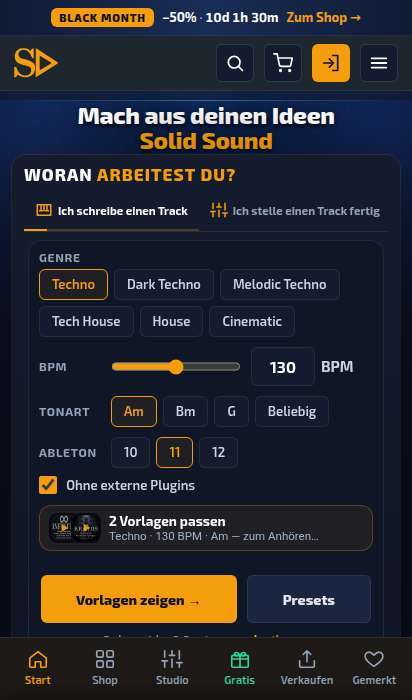 BLACK MONTH −50% · 10d 1h 30m Zum Shop →
Mach aus deinen Ideen
Solid Sound
WORAN ARBEITEST DU?
Ich schreibe einen Track Ich stelle einen Track fertig
GENRE
Techno Dark Techno Melodic Techno
Tech House House Cinematic
BPM 130 BPM
TONART Am Bm G Beliebig
ABLETON 10 11 12
Ohne externe Plugins
2 Vorlagen passen
Techno · 130 BPM · Am — zum Anhören...
Vorlagen zeigen → Presets
Start Shop Studio Gratis Verkaufen Gemerkt